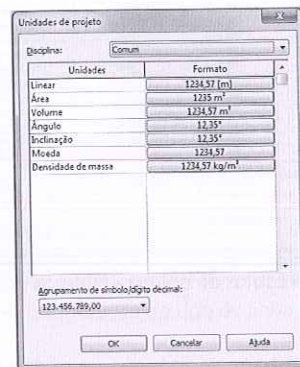 Unidades de projeto
Disciplina: Comum
Unidades Formato
Linear 1234,57 [m]
Área 1235 m²
Volume 1234,57 m³
Ângulo 12,35°
Inclinação 12,35°
Moeda 1234,57
Densidade de massa 1234,57 kg/m³
Agrupamento de símbolo/dígito decimal:
123.456.789,00
OK Cancelar Ajuda